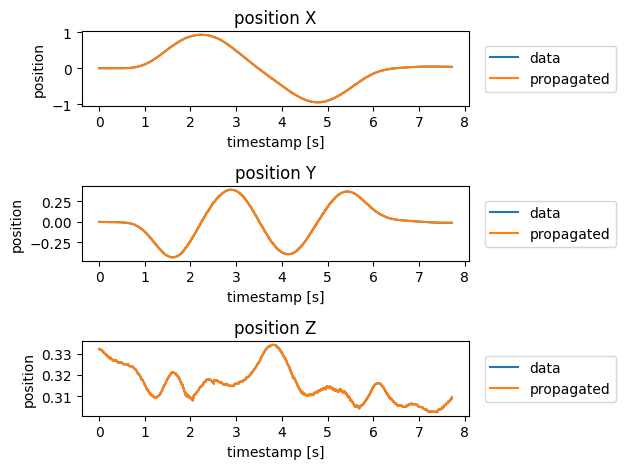 position X
1
0
−1
position
0 1 2 3 4 5 6 7 8
timestamp [s]
data
propagated
position Y
0.25
0.00
−0.25
position
0 1 2 3 4 5 6 7 8
timestamp [s]
data
propagated
position Z
0.33
0.32
0.31
position
0 1 2 3 4 5 6 7 8
timestamp [s]
data
propagated